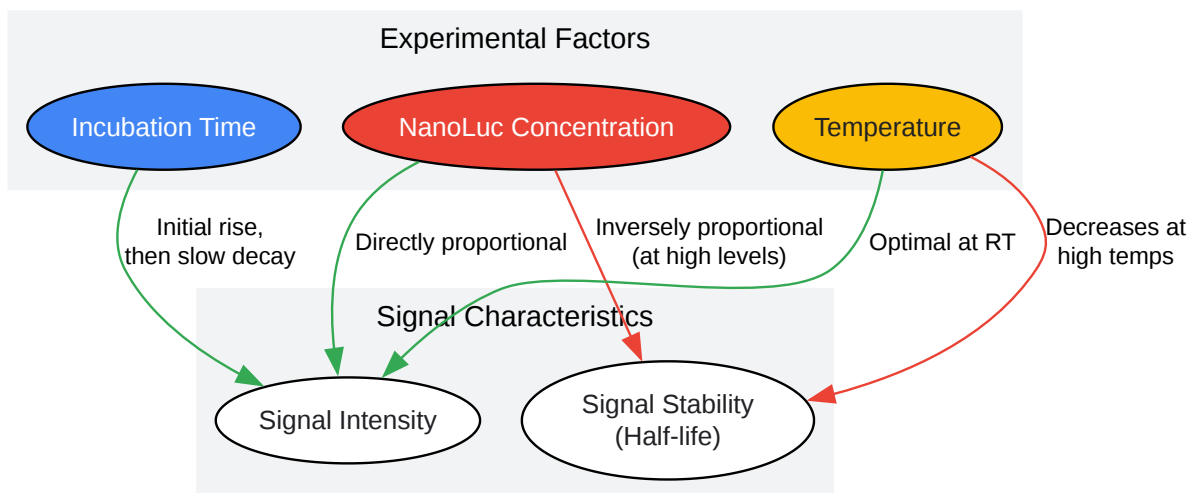 Experimental Factors
Incubation Time
NanoLuc Concentration
Temperature
Initial rise,
then slow decay
Directly proportional
Inversely proportional
(at high levels)
Optimal at RT
Decreases at
high temps
Signal Characteristics
Signal Intensity
Signal Stability
(Half-life)